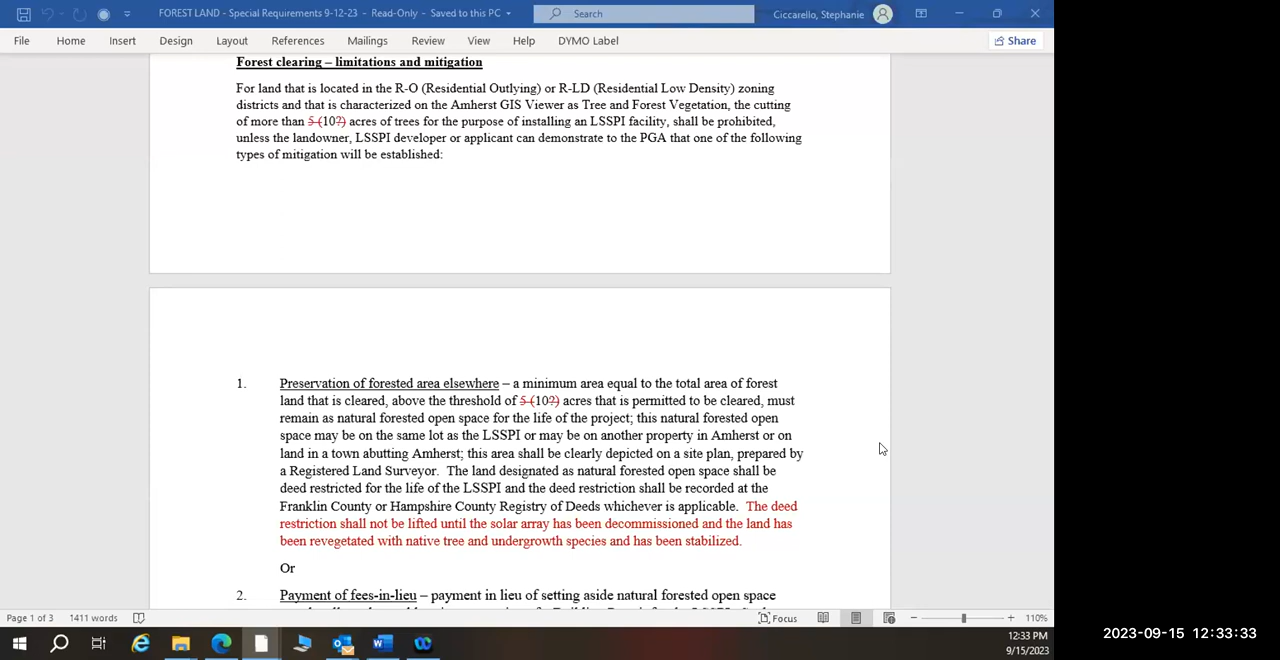 FOREST LAND - Special Requirements 9-12-23 - Read-Only - Saved to this PC
Search
Ciccarello, Stephanie
File Home Insert Design Layout References Mailings Review View Help DYMO Label Share
Forest clearing – limitations and mitigation
For land that is located in the R-O (Residential Outlying) or R-LD (Residential Low Density) zoning
districts and that is characterized on the Amherst GIS Viewer as Tree and Forest Vegetation, the cutting
of more than 5 (10?) acres of trees for the purpose of installing an LSSPI facility, shall be prohibited,
unless the landowner, LSSPI developer or applicant can demonstrate to the PGA that one of the following
types of mitigation will be established:
1. Preservation of forested area elsewhere – a minimum area equal to the total area of forest
land that is cleared, above the threshold of 5 (10?) acres that is permitted to be cleared, must
remain as natural forested open space for the life of the project; this natural forested open
space may be on the same lot as the LSSPI or may be on another property in Amherst or on
land in a town abutting Amherst; this area shall be clearly depicted on a site plan, prepared by
a Registered Land Surveyor. The land designated as natural forested open space shall be
deed restricted for the life of the LSSPI and the deed restriction shall be recorded at the
Franklin County or Hampshire County Registry of Deeds whichever is applicable. The deed
restriction shall not be lifted until the solar array has been decommissioned and the land has
been revegetated with native tree and undergrowth species and has been stabilized.
Or
2. Payment of fees-in-lieu – payment in lieu of setting aside natural forested open space
Page 1 of 3 1411 words Focus 110%
12:33 PM
9/15/2023
2023-09-15 12:33:33